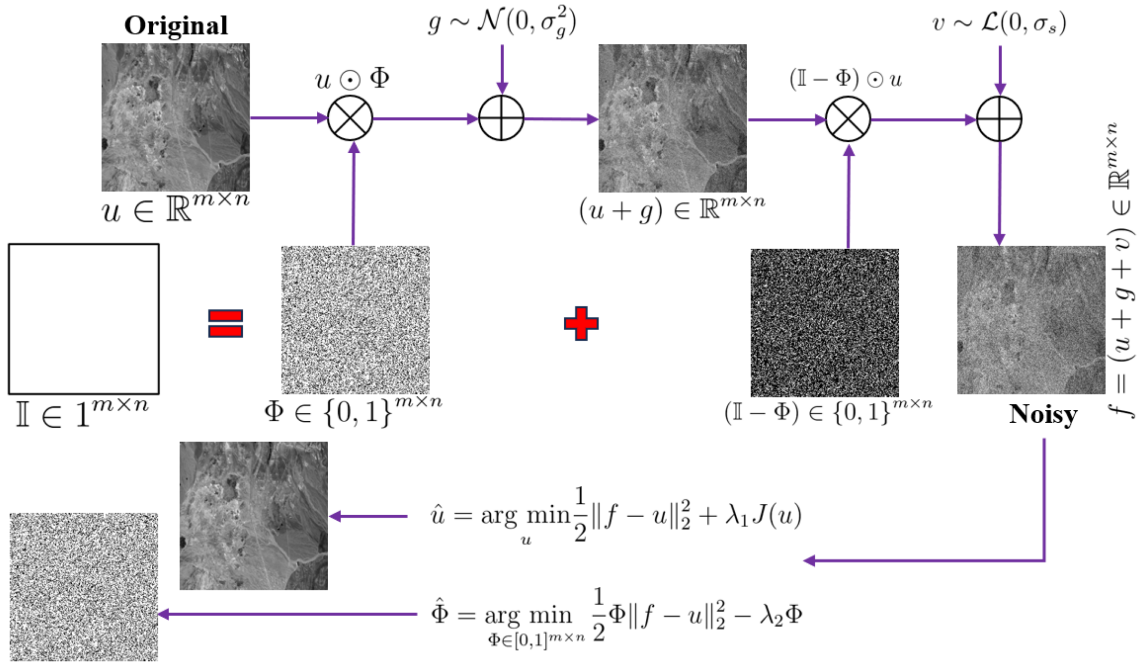 Original
g ∼ 𝒩(0, σ_g^2)
v ∼ ℒ(0, σ_s)
u ⊙ Φ
(𝕀 − Φ) ⊙ u
u ∈ ℝ^{m×n}
(u + g) ∈ ℝ^{m×n}
f = (u + g + v) ∈ ℝ^{m×n}
𝕀 ∈ 1^{m×n}
Φ ∈ {0, 1}^{m×n}
(𝕀 − Φ) ∈ {0, 1}^{m×n}
Noisy
û = arg min_u 1/2 ‖f − u‖_2^2 + λ_1 J(u)
Φ̂ = arg min_{Φ∈[0,1]^{m×n}} 1/2 Φ‖f − u‖_2^2 − λ_2 Φ